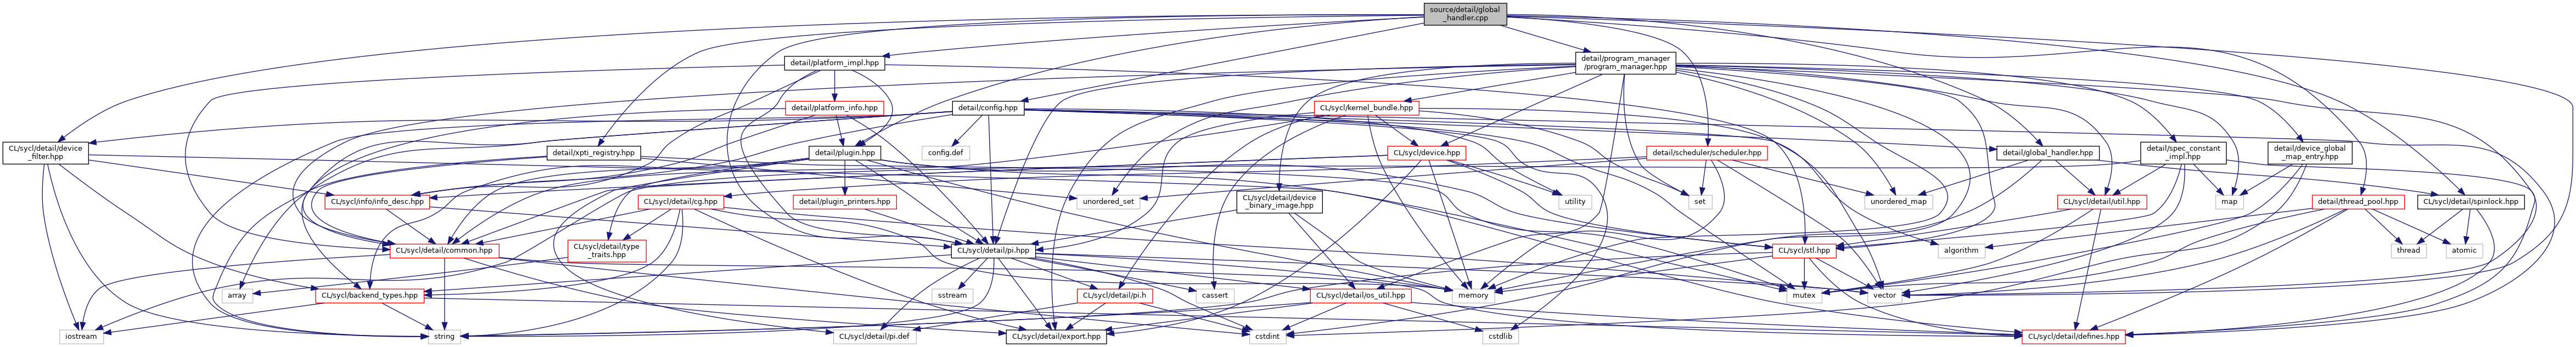 source/detail/global
_handler.cpp
detail/platform_impl.hpp
detail/program_manager
/program_manager.hpp
detail/platform_info.hpp
detail/config.hpp
CL/sycl/kernel_bundle.hpp
CL/sycl/detail/device
_filter.hpp
detail/xpti_registry.hpp
detail/plugin.hpp
config.def
CL/sycl/device.hpp
detail/scheduler/scheduler.hpp
detail/global_handler.hpp
detail/spec_constant
_impl.hpp
detail/device_global
_map_entry.hpp
CL/sycl/info/info_desc.hpp
CL/sycl/detail/cg.hpp
detail/plugin_printers.hpp
unordered_set
CL/sycl/detail/device
_binary_image.hpp
utility
set
unordered_map
CL/sycl/detail/util.hpp
map
detail/thread_pool.hpp
CL/sycl/detail/spinlock.hpp
CL/sycl/detail/common.hpp
CL/sycl/detail/type
_traits.hpp
CL/sycl/detail/pi.hpp
CL/sycl/stl.hpp
algorithm
thread
atomic
array
CL/sycl/backend_types.hpp
sstream
CL/sycl/detail/pi.h
cassert
CL/sycl/detail/os_util.hpp
memory
mutex
vector
iostream
string
CL/sycl/detail/pi.def
CL/sycl/detail/export.hpp
cstdint
cstdlib
CL/sycl/detail/defines.hpp